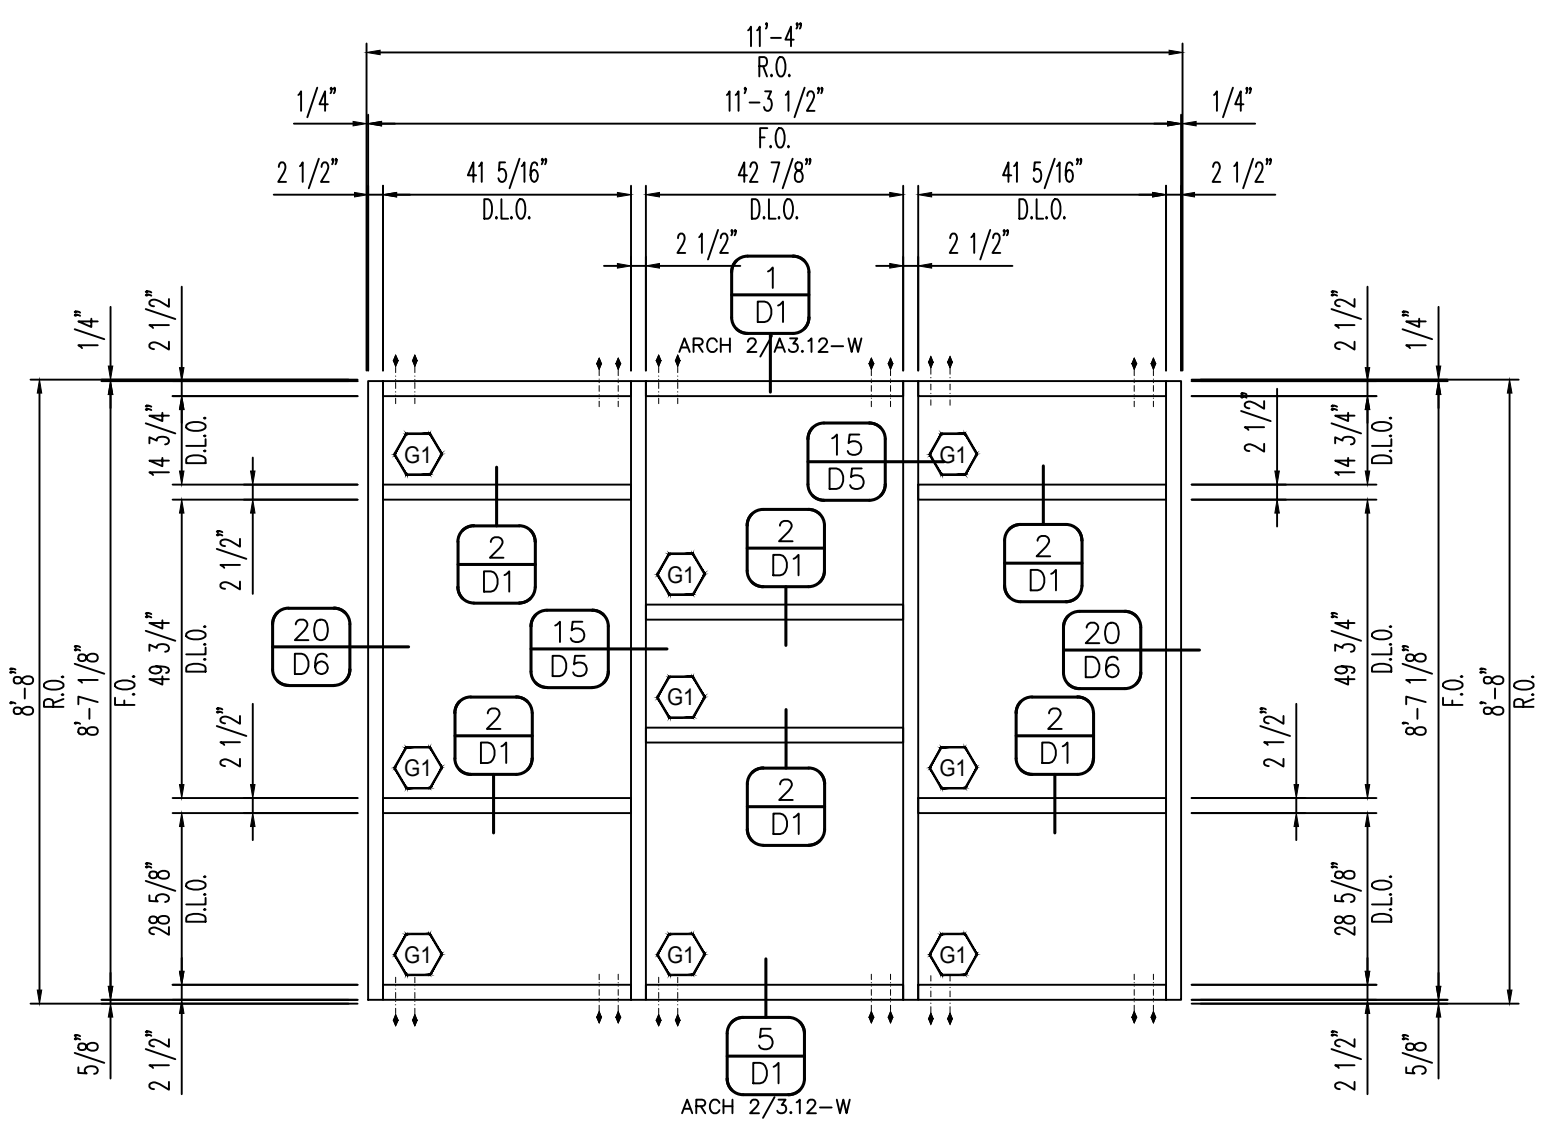 11'-4"
R.O.
1/4"
11'-3 1/2"
1/4"
F.O.
2 1/2"
41 5/16"
42 7/8"
41 5/16"
2 1/2"
D.L.O.
D.L.O.
D.L.O.
2 1/2"
2 1/2"
1
D1
ARCH 2/A3.12-W
1/4"
2 1/2"
2 1/2"
1/4"
14 3/4"
D.L.O.
2 1/2"
14 3/4"
D.L.O.
G1
15
D5
G1
2
D1
2
D1
2
D1
2 1/2"
G1
20
D6
15
D5
20
D6
8'-8"
R.O.
8'-7 1/8"
F.O.
49 3/4"
D.L.O.
49 3/4"
D.L.O.
8'-7 1/8"
F.O.
8'-8"
R.O.
G1
2
D1
2
D1
2 1/2"
2 1/2"
G1
G1
2
D1
28 5/8"
D.L.O.
28 5/8"
D.L.O.
G1
G1
G1
5/8"
2 1/2"
5
D1
2 1/2"
5/8"
ARCH 2/3.12-W